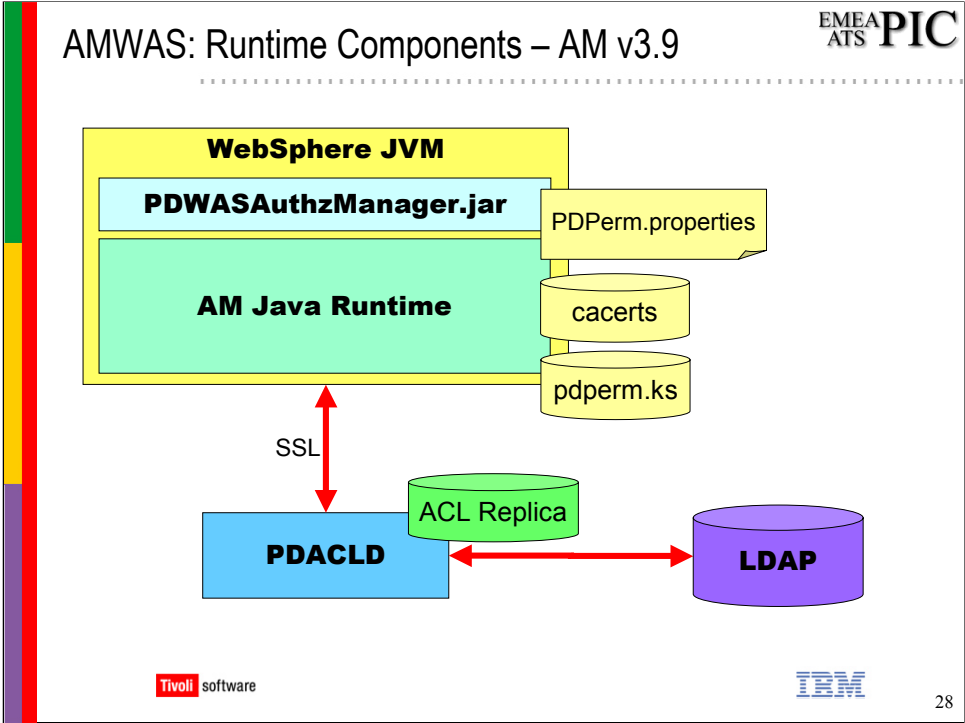 AMWAS: Runtime Components – AM v3.9
EMEA
ATS PIC
WebSphere JVM
PDWASAuthzManager.jar
PDPerm.properties
AM Java Runtime
cacerts
pdperm.ks
SSL
ACL Replica
PDACLD
LDAP
Tivoli software
IBM
28